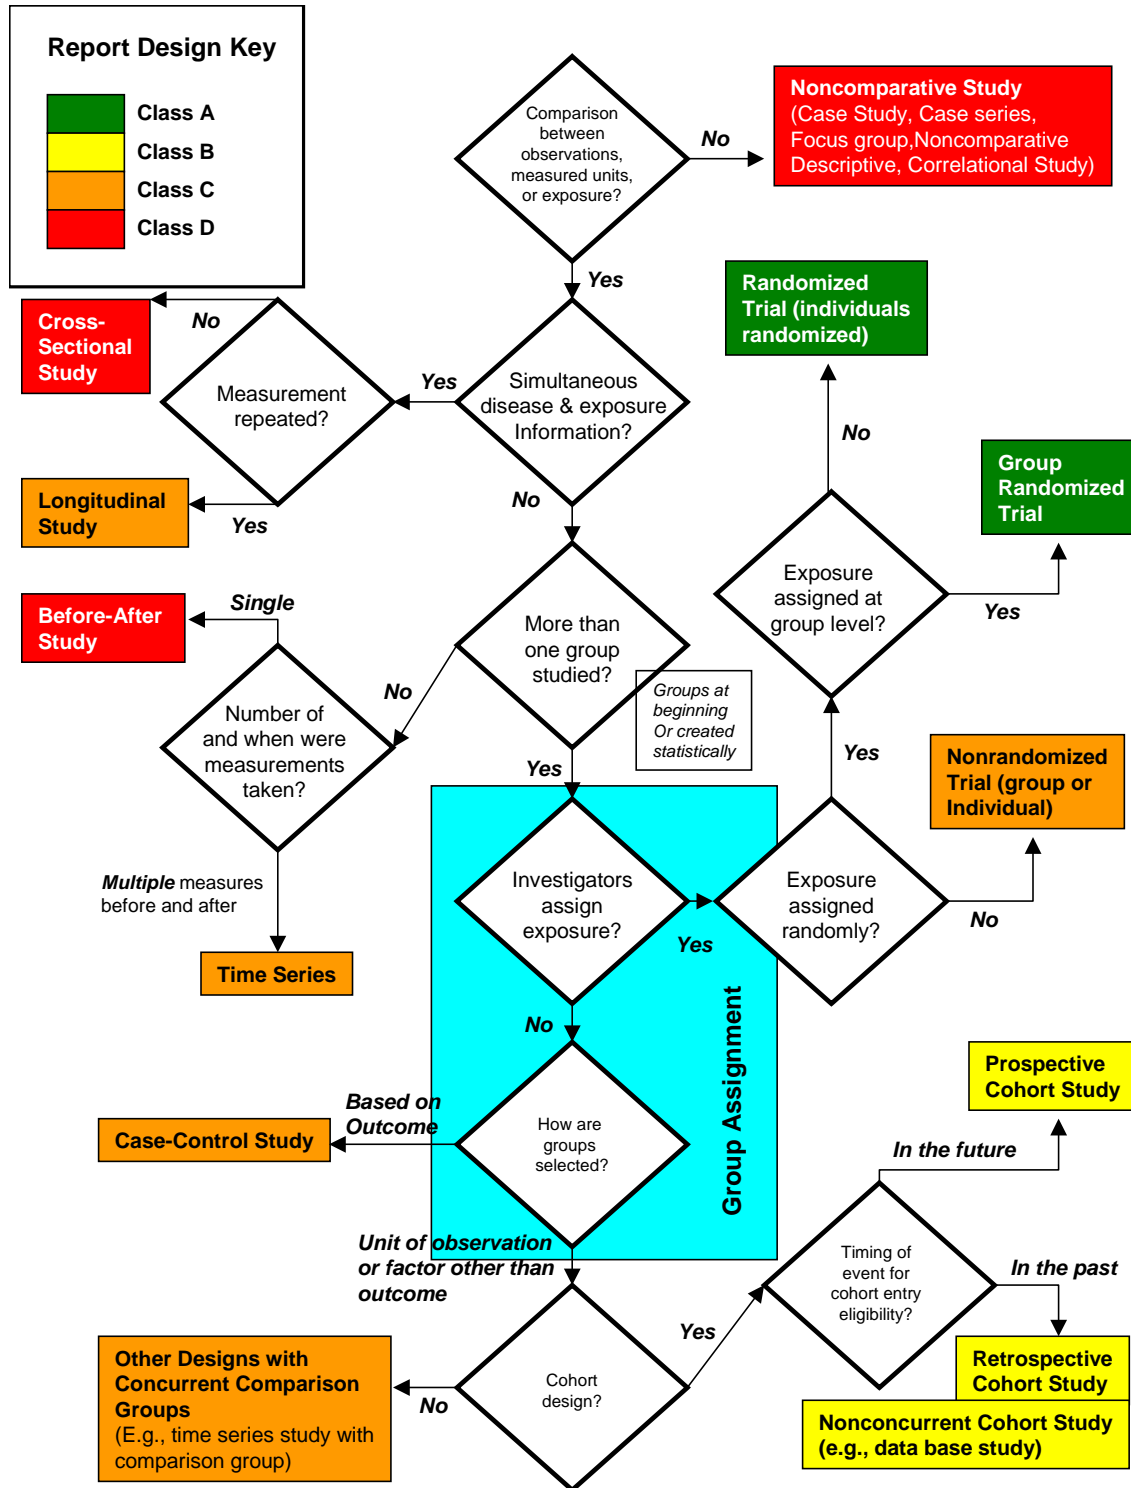 Report Design Key
Class A
Class B
Class C
Class D
Comparison
between
observations,
measured units,
or exposure?
No
Noncomparative Study
(Case Study, Case series,
Focus group,Noncomparative
Descriptive, Correlational Study)
Yes
Randomized
Trial (individuals
randomized)
Cross-
Sectional
Study
No
Measurement
repeated?
Yes
Simultaneous
disease & exposure
Information?
No
Group
Randomized
Trial
Longitudinal
Study
Yes
No
Exposure
assigned at
group level?
Yes
Before-After
Study
Single
More than
one group
studied?
No
Groups at
beginning
Or created
statistically
Number of
and when were
measurements
taken?
Yes
Yes
Nonrandomized
Trial (group or
Individual)
Multiple measures
before and after
Investigators
assign
exposure?
Yes
Exposure
assigned
randomly?
No
Time Series
No
Group Assignment
Prospective
Cohort Study
Based on
Outcome
Case-Control Study
How are
groups
selected?
In the future
Unit of observation
or factor other than
outcome
Timing of
event for
cohort entry
eligibility?
In the past
Yes
Other Designs with
Concurrent Comparison
Groups
(E.g., time series study with
comparison group)
No
Cohort
design?
Retrospective
Cohort Study
Nonconcurrent Cohort Study
(e.g., data base study)